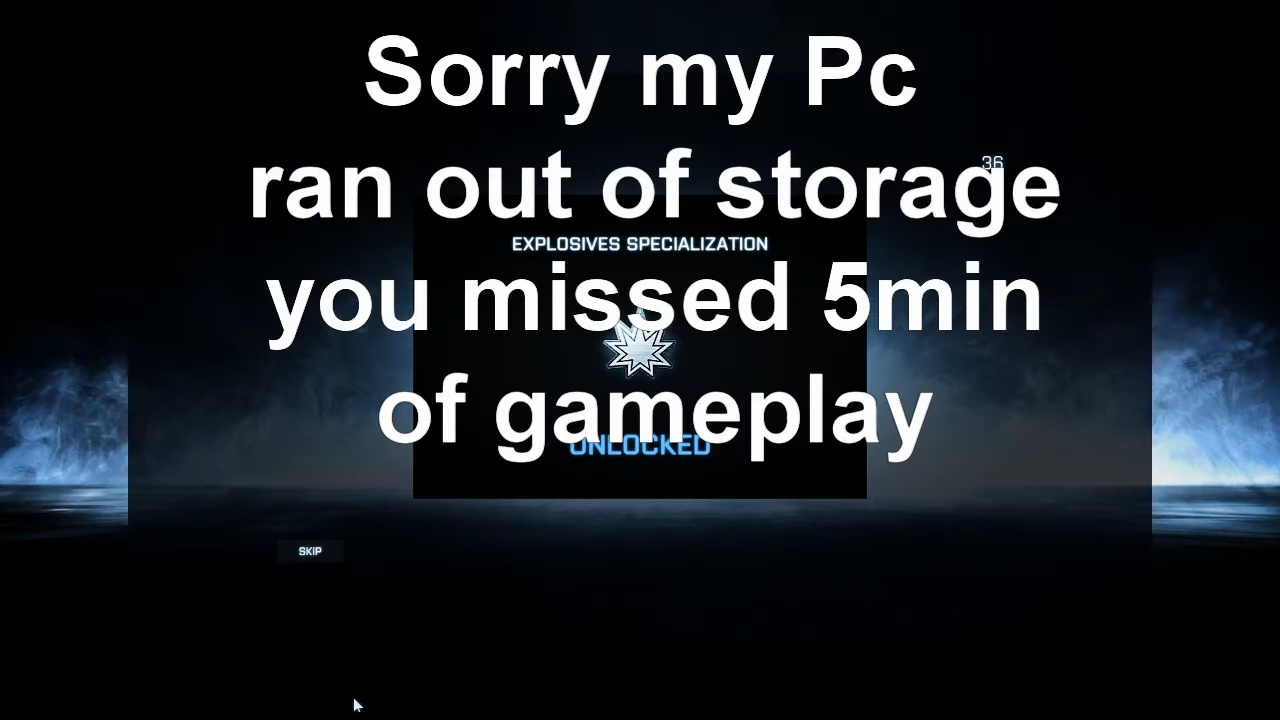 Sorry my Pc
36
ran out of storage
EXPLOSIVES SPECIALIZATION
you missed 5min
of gameplay
UNLOCKED
SKIP